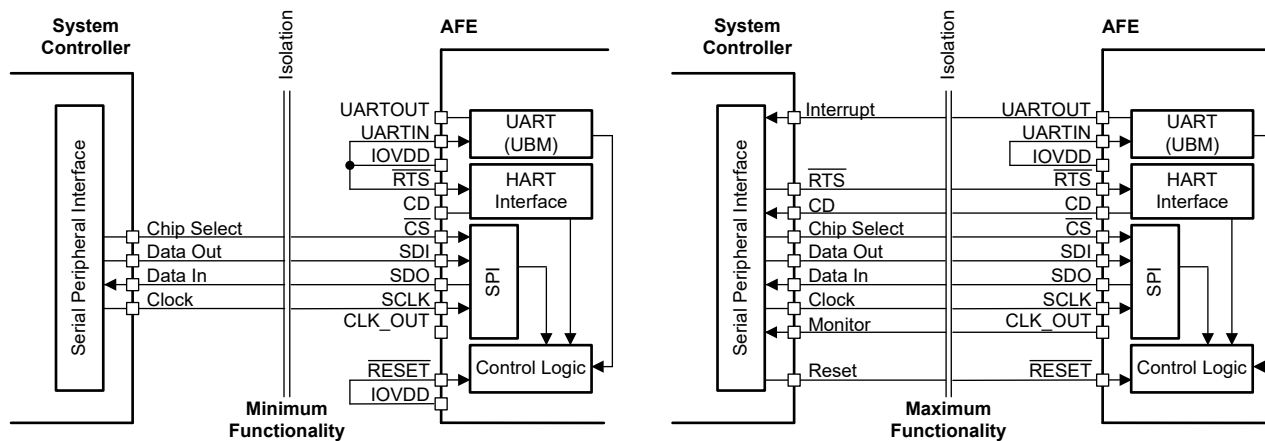 System
Controller
Isolation
AFE
Serial Peripheral Interface
UARTOUT
UARTIN
IOVDD
RTS
CD
UART
(UBM)
HART
Interface
Chip Select
CS
Data Out
SDI
Data In
SDO
Clock
SCLK
CLK_OUT
SPI
RESET
IOVDD
Control Logic
Minimum
Functionality
System
Controller
Isolation
AFE
Serial Peripheral Interface
Interrupt
UARTOUT
UARTIN
IOVDD
UART
(UBM)
RTS
RTS
CD
CD
HART
Interface
Chip Select
CS
Data Out
SDI
Data In
SDO
Clock
SCLK
Monitor
CLK_OUT
SPI
Reset
RESET
Control Logic
Maximum
Functionality